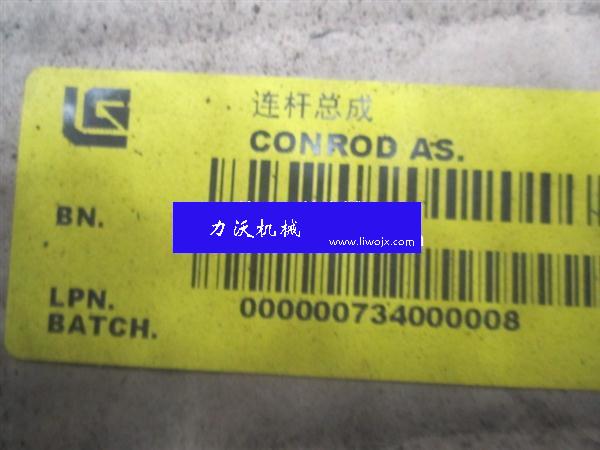 连杆总成
CONROD AS.
BN.
力沃机械
www.liwojx.com
LPN.
000000734000008
BATCH.